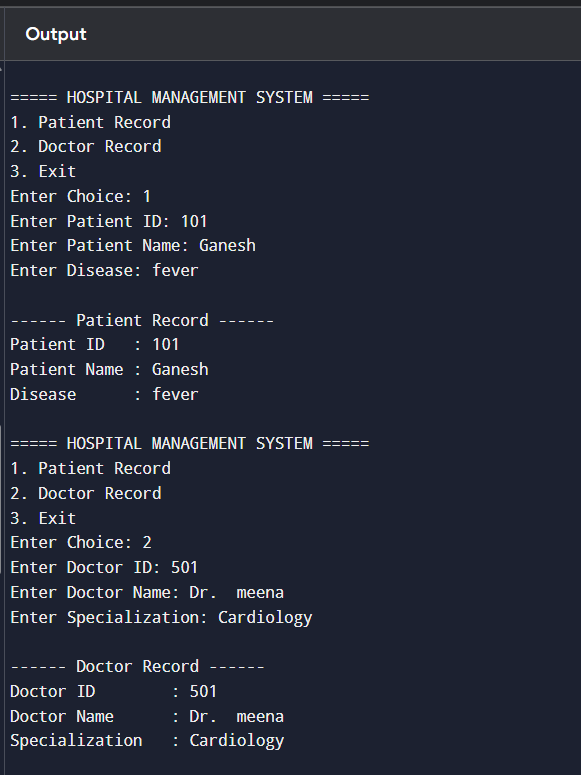 Output
===== HOSPITAL MANAGEMENT SYSTEM =====
1. Patient Record
2. Doctor Record
3. Exit
Enter Choice: 1
Enter Patient ID: 101
Enter Patient Name: Ganesh
Enter Disease: fever
------ Patient Record ------
Patient ID   : 101
Patient Name : Ganesh
Disease      : fever
===== HOSPITAL MANAGEMENT SYSTEM =====
1. Patient Record
2. Doctor Record
3. Exit
Enter Choice: 2
Enter Doctor ID: 501
Enter Doctor Name: Dr.  meena
Enter Specialization: Cardiology
------ Doctor Record ------
Doctor ID        : 501
Doctor Name      : Dr.  meena
Specialization   : Cardiology